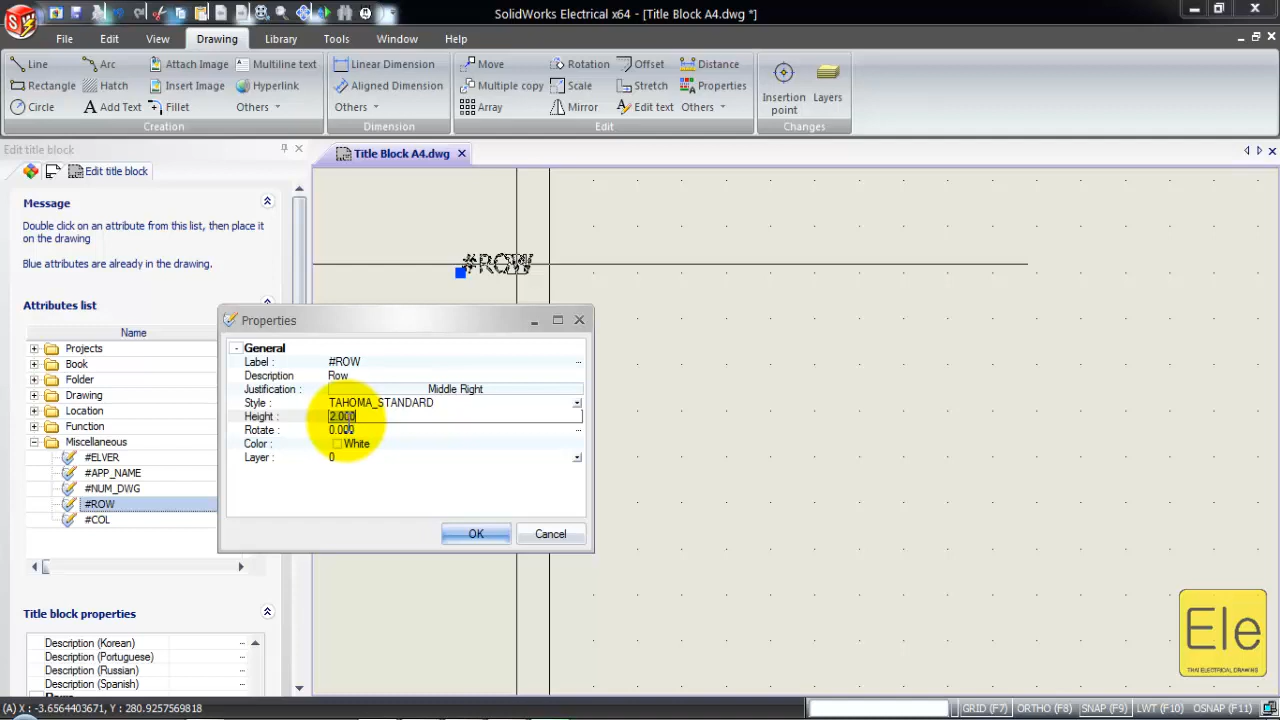 SolidWorks Electrical x64 - [Title Block A4.dwg *]
File Edit View Drawing Library Tools Window Help
Line Arc Attach Image Multiline text Linear Dimension Move Rotation Offset Distance
Rectangle Hatch Insert Image Hyperlink Aligned Dimension Multiple copy Scale Stretch Properties Insertion point Layers
Circle Add Text Fillet Others Others Array Mirror Edit text Others
Creation Dimension Edit Changes
Edit title block
Title Block A4.dwg
Edit title block
Message
Double click on an attribute from this list, then place it
on the drawing
Blue attributes are already in the drawing.
#ROW
Attributes list
Name
Projects
Book
Folder
Drawing
Location
Function
Miscellaneous
#ELVER
#APP_NAME
#NUM_DWG
#ROW
#COL
Properties
General
Label : #ROW
Description Row
Justification : Middle Right
Style : TAHOMA_STANDARD
Height : 2.000
Rotate : 0.000
Color : White
Layer : 0
OK Cancel
Title block properties
Description (Korean)
Description (Portuguese)
Description (Russian)
Description (Spanish)
Ele
THAI ELECTRICAL DRAWING
(A) X : -3.6564403671, Y : 280.9257569818 GRID (F7) ORTHO (F8) SNAP (F9) LWT (F10) OSNAP (F11)